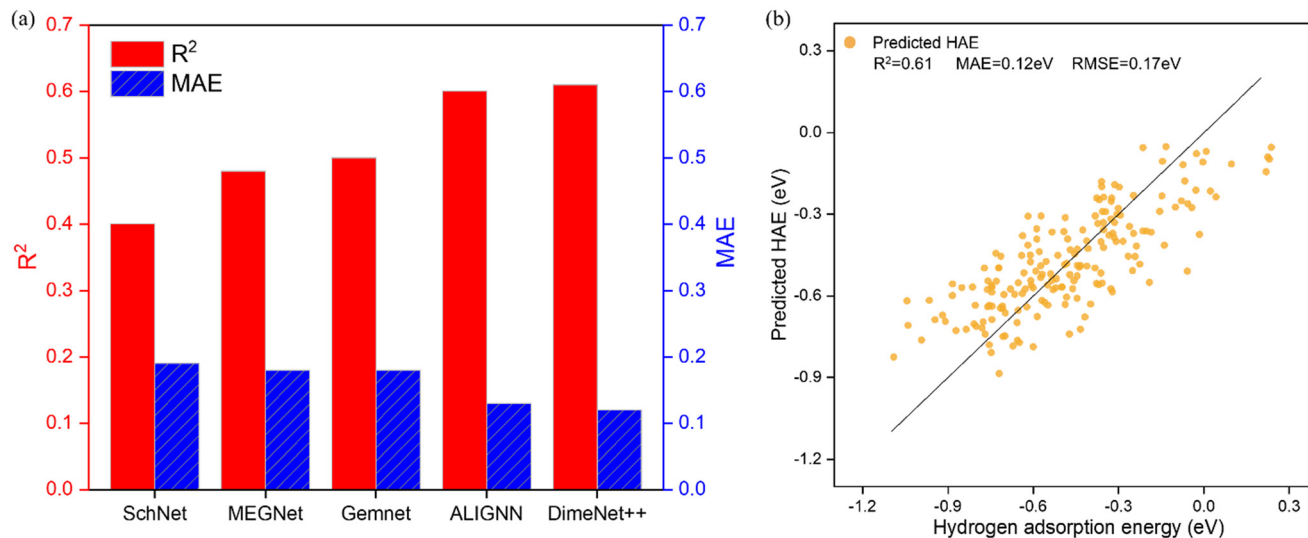 (a)
R²
MAE
0.7
0.6
0.5
0.4
0.3
0.2
0.1
0.0
R²
0.7
0.6
0.5
0.4
0.3
0.2
0.1
0.0
MAE
SchNet MEGNet Gemnet ALIGNN DimeNet++
(b)
Predicted HAE
R²=0.61 MAE=0.12eV RMSE=0.17eV
0.3
0.0
-0.3
-0.6
-0.9
-1.2
Predicted HAE (eV)
-1.2 -0.9 -0.6 -0.3 0.0 0.3
Hydrogen adsorption energy (eV)